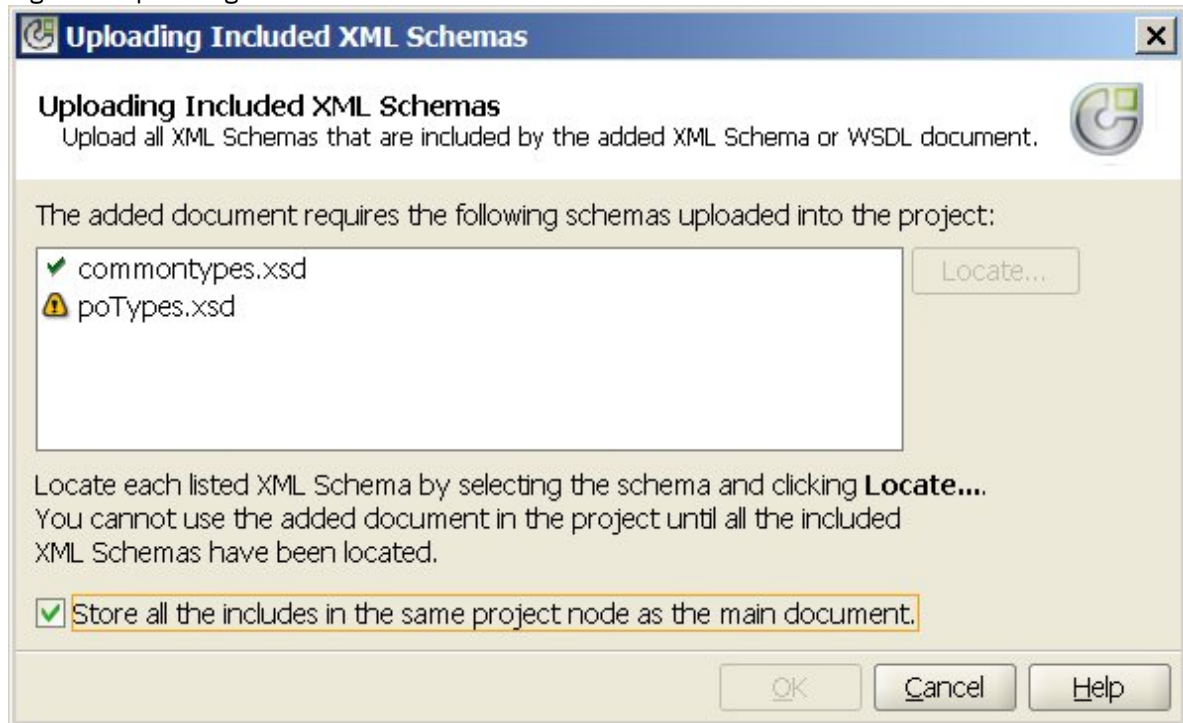 Uploading Included XML Schemas
Uploading Included XML Schemas
Upload all XML Schemas that are included by the added XML Schema or WSDL document.
The added document requires the following schemas uploaded into the project:
commontypes.xsd
Locate...
poTypes.xsd
Locate each listed XML Schema by selecting the schema and clicking Locate....
You cannot use the added document in the project until all the included
XML Schemas have been located.
Store all the includes in the same project node as the main document.
OK Cancel Help